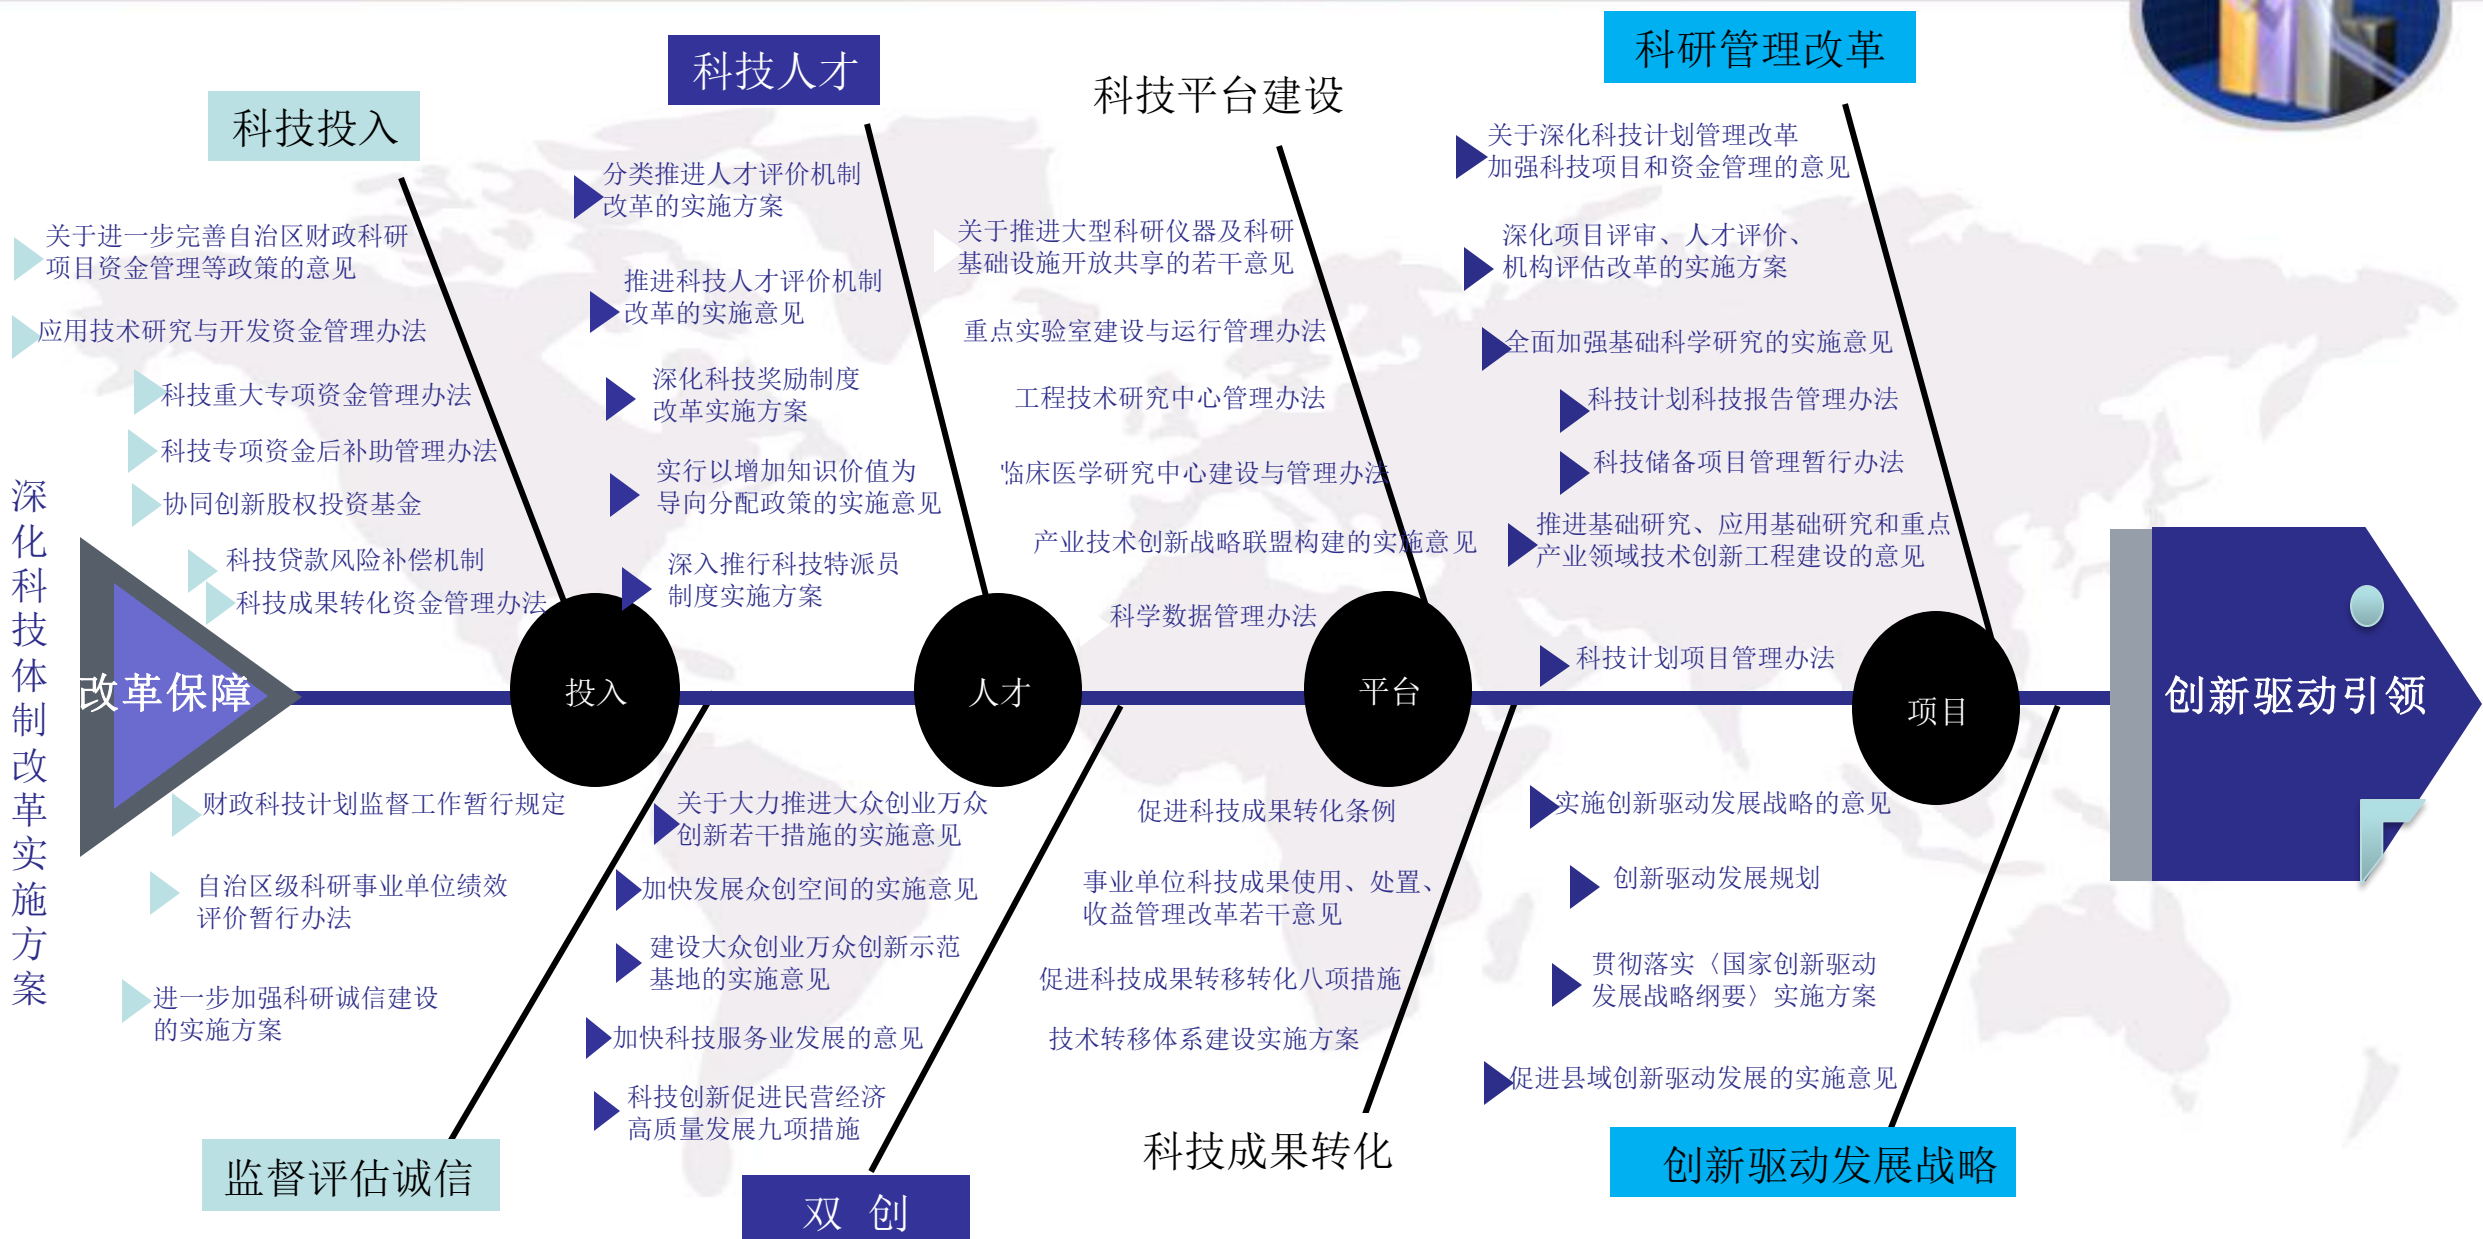 科技投入
关于进一步完善自治区财政科研
项目资金管理等政策的意见
应用技术研究与开发资金管理办法
科技重大专项资金管理办法
科技专项资金后补助管理办法
协同创新股权投资基金
科技贷款风险补偿机制
科技成果转化资金管理办法
科技人才
分类推进人才评价机制
改革的实施方案
推进科技人才评价机制
改革的实施意见
深化科技奖励制度
改革实施方案
实行以增加知识价值为
导向分配政策的实施意见
深入推行科技特派员
制度实施方案
科技平台建设
关于推进大型科研仪器及科研
基础设施开放共享的若干意见
重点实验室建设与运行管理办法
工程技术研究中心管理办法
临床医学研究中心建设与管理办法
产业技术创新战略联盟构建的实施意见
科学数据管理办法
科研管理改革
关于深化科技计划管理改革
加强科技项目和资金管理的意见
深化项目评审、人才评价、
机构评估改革的实施方案
全面加强基础科学研究的实施意见
科技计划科技报告管理办法
科技储备项目管理暂行办法
推进基础研究、应用基础研究和重点
产业领域技术创新工程建设的意见
科技计划项目管理办法
深化科技体制改革实施方案
改革保障
投入
人才
平台
项目
创新驱动引领
财政科技计划监督工作暂行规定
自治区级科研事业单位绩效
评价暂行办法
进一步加强科研诚信建设
的实施方案
监督评估诚信
关于大力推进大众创业万众
创新若干措施的实施意见
加快发展众创空间的实施意见
建设大众创业万众创新示范
基地的实施意见
加快科技服务业发展的意见
科技创新促进民营经济
高质量发展九项措施
双 创
促进科技成果转化条例
事业单位科技成果使用、处置、
收益管理改革若干意见
促进科技成果转移转化八项措施
技术转移体系建设实施方案
科技成果转化
实施创新驱动发展战略的意见
创新驱动发展规划
贯彻落实〈国家创新驱动
发展战略纲要〉实施方案
促进县域创新驱动发展的实施意见
创新驱动发展战略